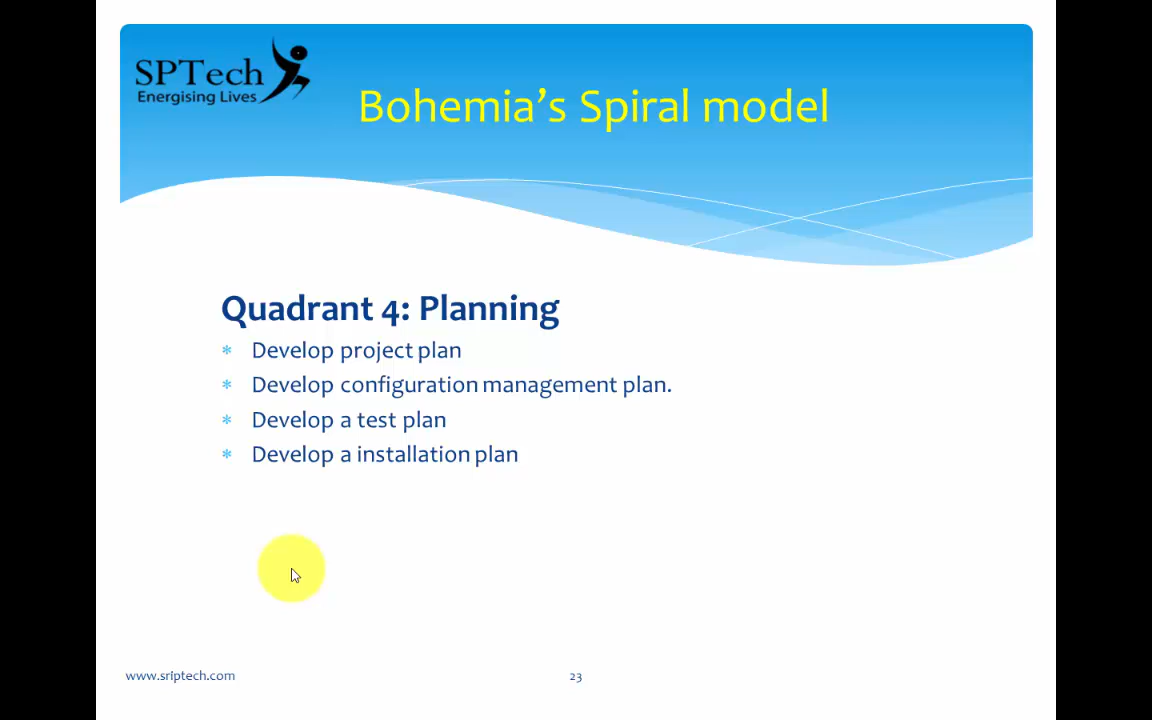 SPTech
Energising Lives
Bohemia’s Spiral model
Quadrant 4: Planning
* Develop project plan
* Develop configuration management plan.
* Develop a test plan
* Develop a installation plan
www.sriptech.com
23